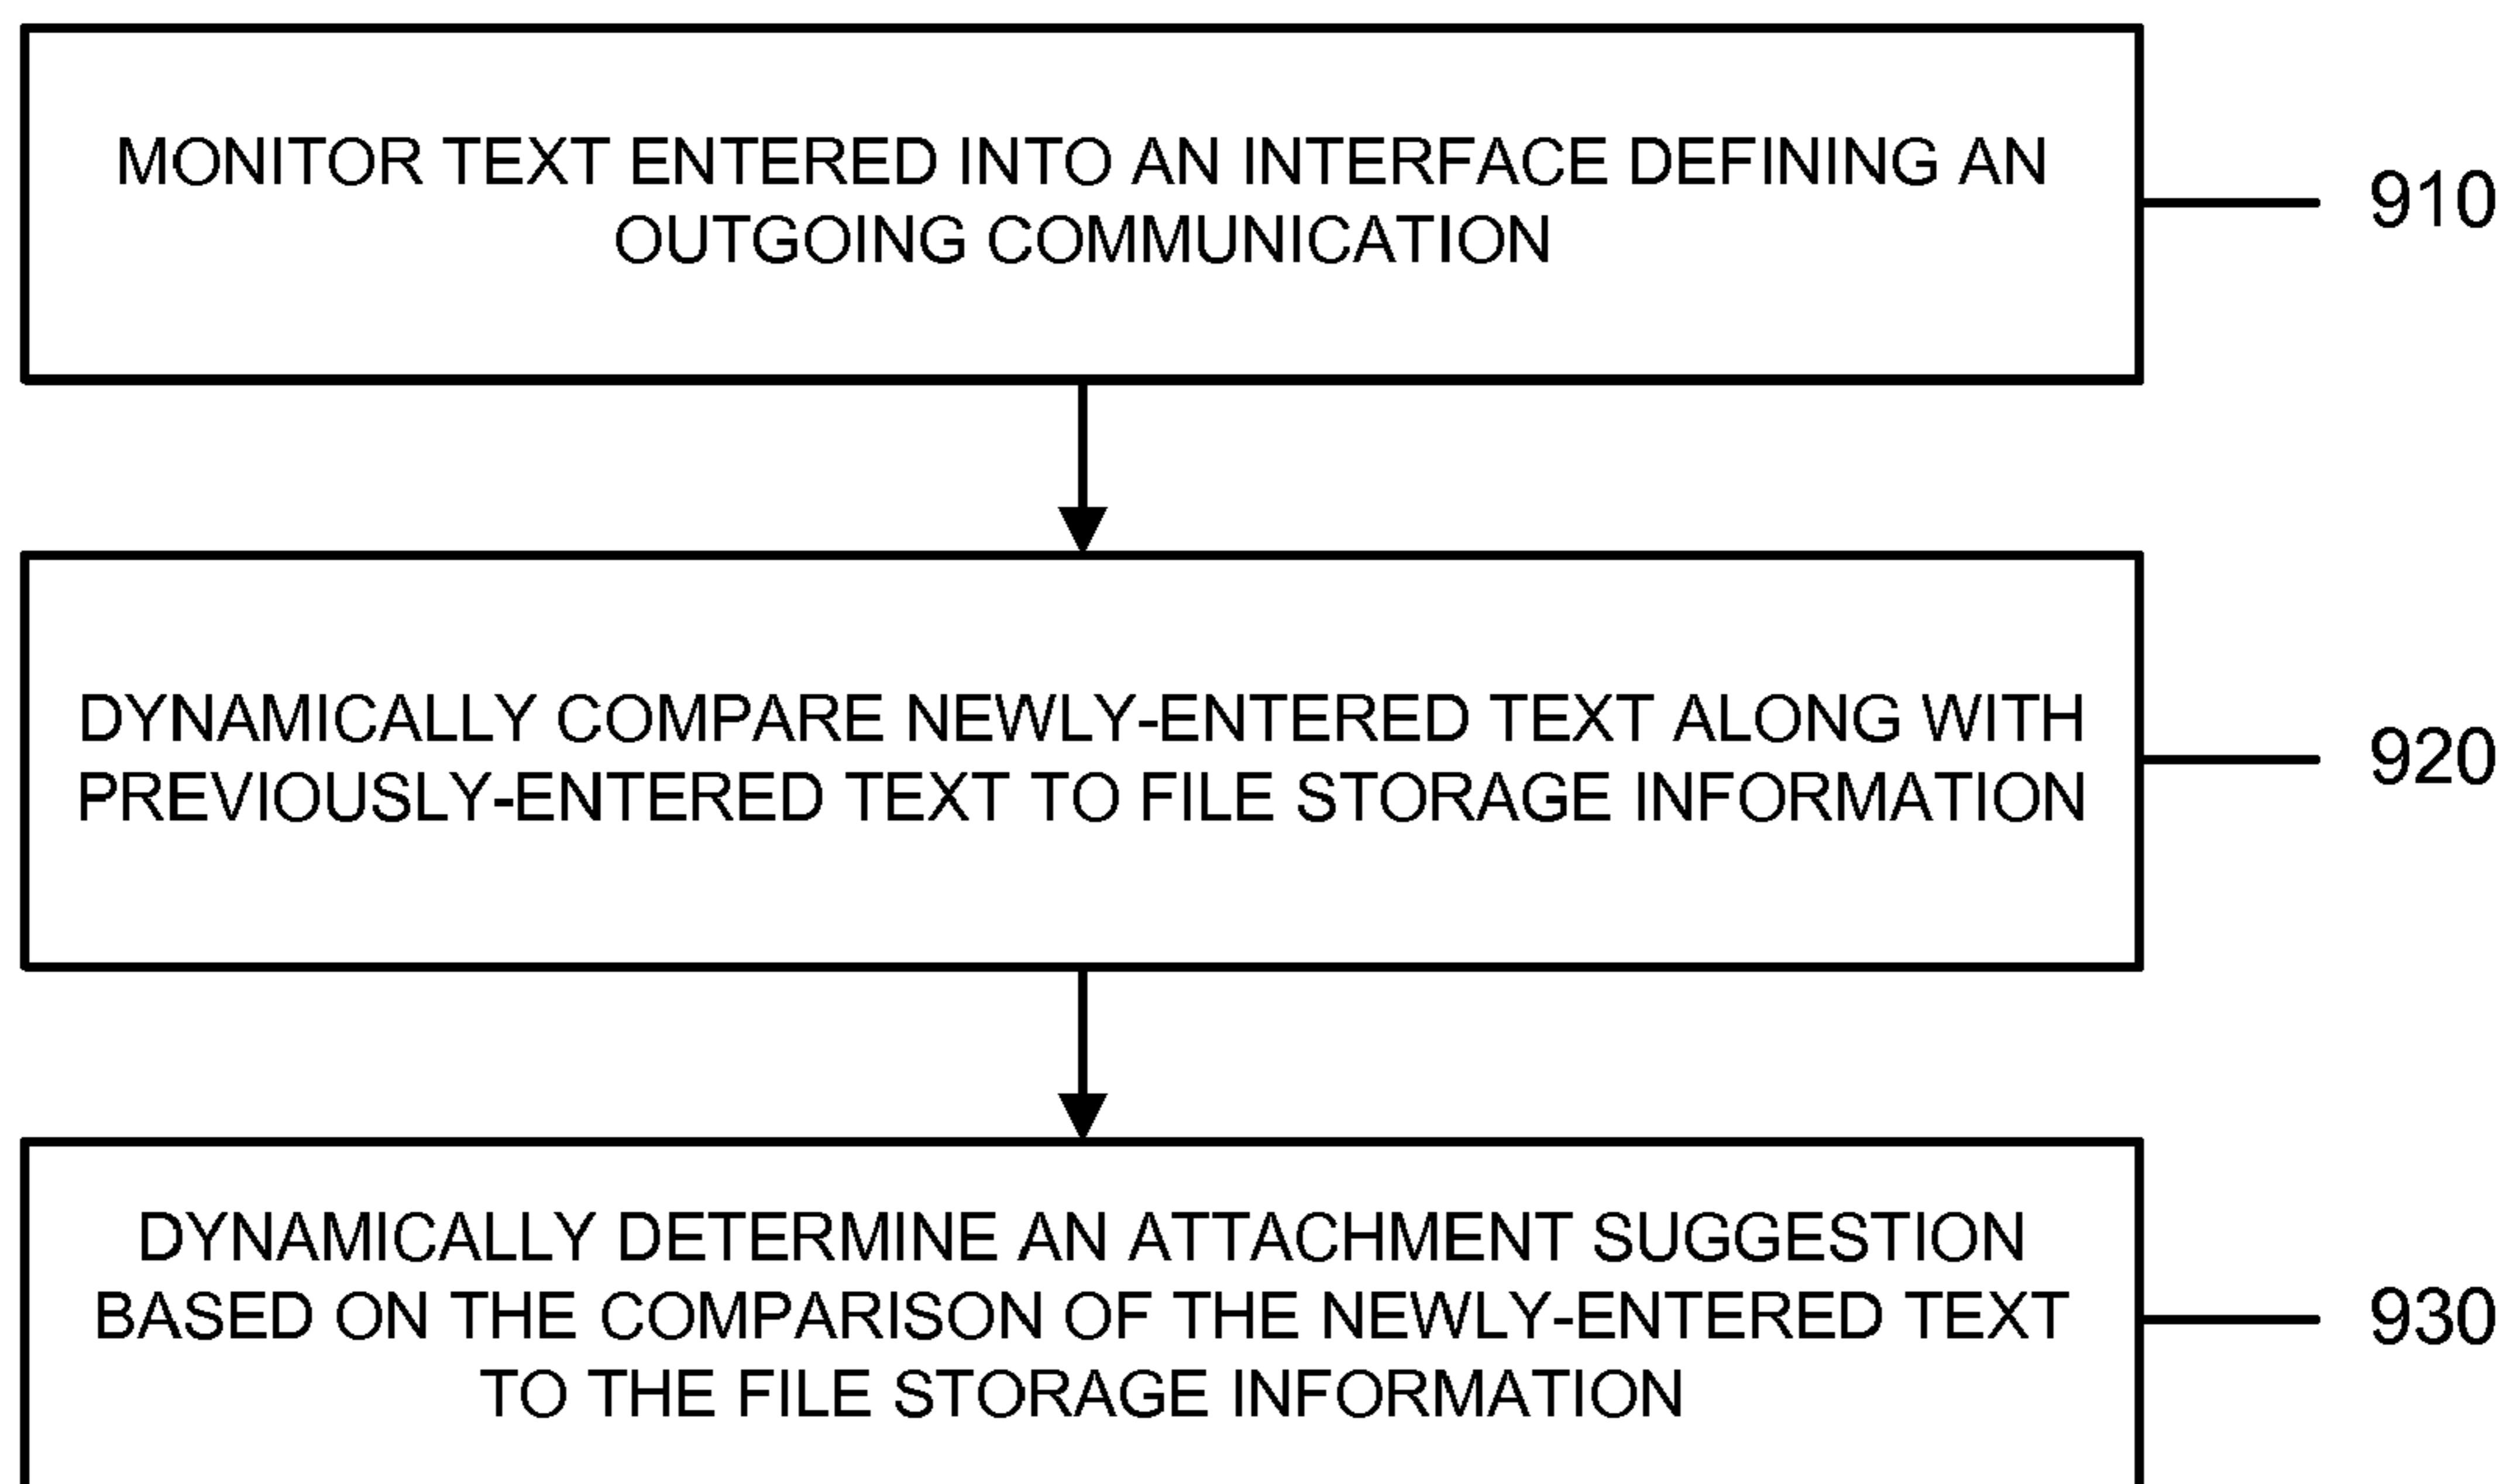 MONITOR TEXT ENTERED INTO AN INTERFACE DEFINING AN
OUTGOING COMMUNICATION
910
DYNAMICALLY COMPARE NEWLY-ENTERED TEXT ALONG WITH
PREVIOUSLY-ENTERED TEXT TO FILE STORAGE INFORMATION
920
DYNAMICALLY DETERMINE AN ATTACHMENT SUGGESTION
BASED ON THE COMPARISON OF THE NEWLY-ENTERED TEXT
TO THE FILE STORAGE INFORMATION
930